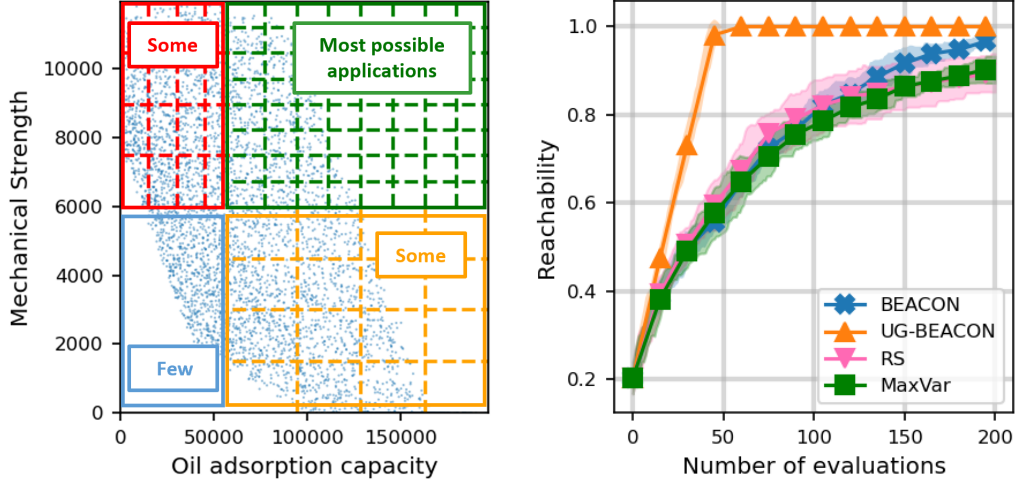 Some
Most possible
applications
Some
Few
10000
8000
6000
4000
2000
0
0
50000
100000
150000
Mechanical Strength
Oil adsorption capacity
1.0
0.8
0.6
0.4
0.2
0
50
100
150
200
Reachability
Number of evaluations
BEACON
UG-BEACON
RS
MaxVar